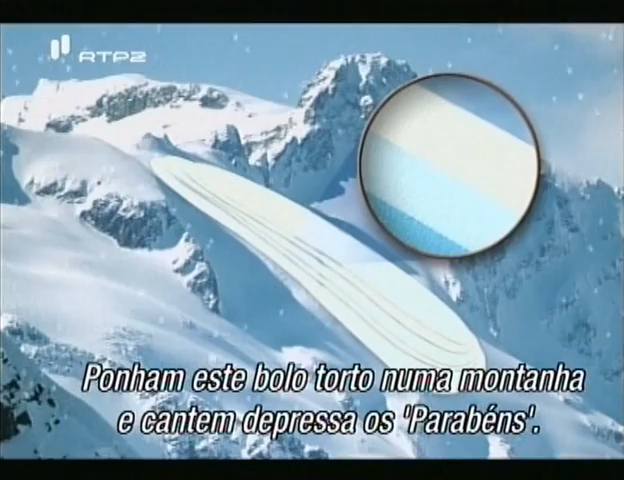 RTP2
Ponham este bolo torto numa montanha
e cantem depressa os 'Parabéns'.